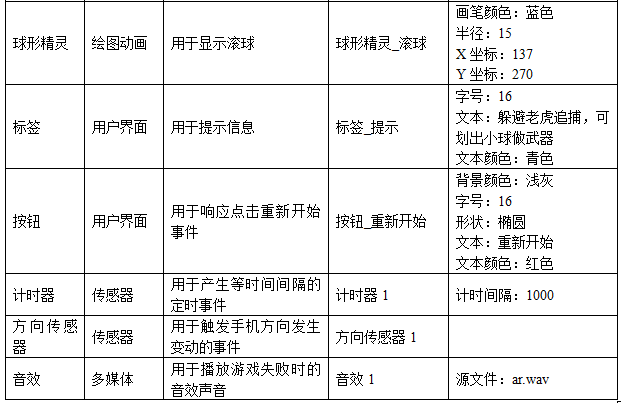 球形精灵
绘图动画
用于显示滚球
球形精灵_滚球
画笔颜色：蓝色
半径：15
X 坐标：137
Y 坐标：270
标签
用户界面
用于提示信息
标签_提示
字号：16
文本：躲避老虎追捕，可
划出小球做武器
文本颜色：青色
按钮
用户界面
用于响应点击重新开始
事件
按钮_重新开始
背景颜色：浅灰
字号：16
形状：椭圆
文本：重新开始
文本颜色：红色
计时器
传感器
用于产生等时间间隔的
定时事件
计时器 1
计时间隔：1000
方向传感
器
传感器
用于触发手机方向发生
变动的事件
方向传感器 1
音效
多媒体
用于播放游戏失败时的
音效声音
音效 1
源文件：ar.wav